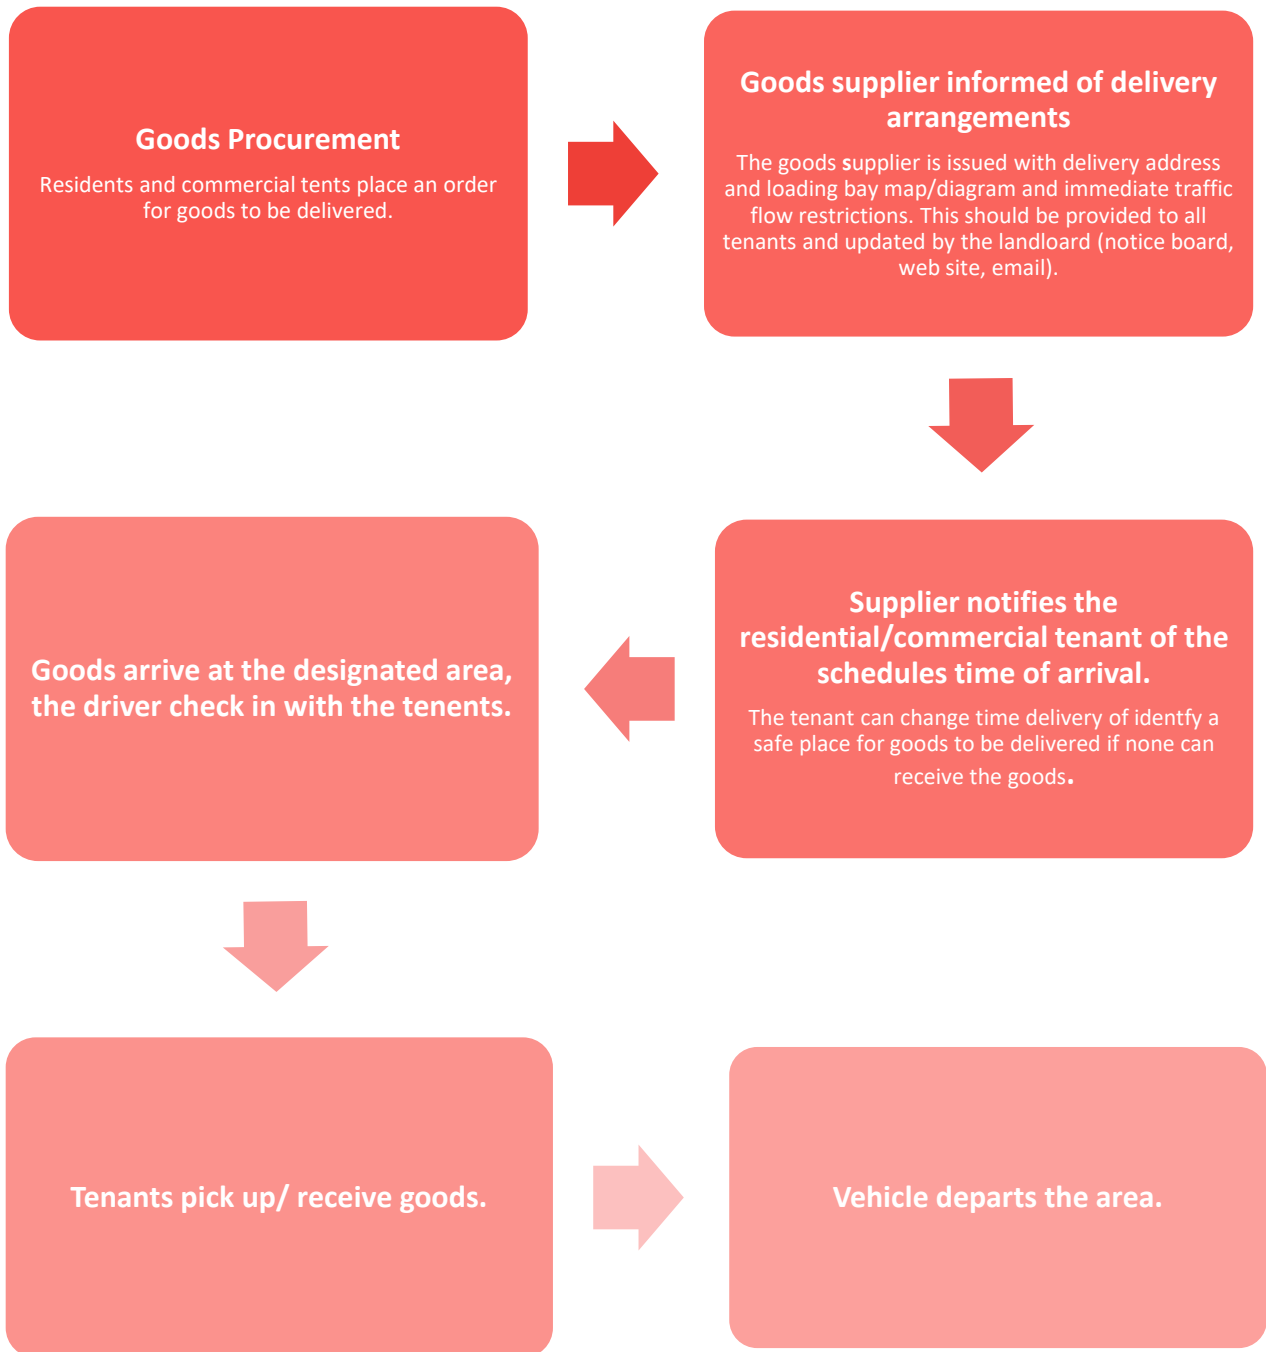 Goods Procurement
Residents and commercial tents place an order
for goods to be delivered.
Goods supplier informed of delivery
arrangements
The goods supplier is issued with delivery address
and loading bay map/diagram and immediate traffic
flow restrictions. This should be provided to all
tenants and updated by the landloard (notice board,
web site, email).
Supplier notifies the
residential/commercial tenant of the
schedules time of arrival.
The tenant can change time delivery of identfy a
safe place for goods to be delivered if none can
receive the goods.
Goods arrive at the designated area,
the driver check in with the tenents.
Tenants pick up/ receive goods.
Vehicle departs the area.